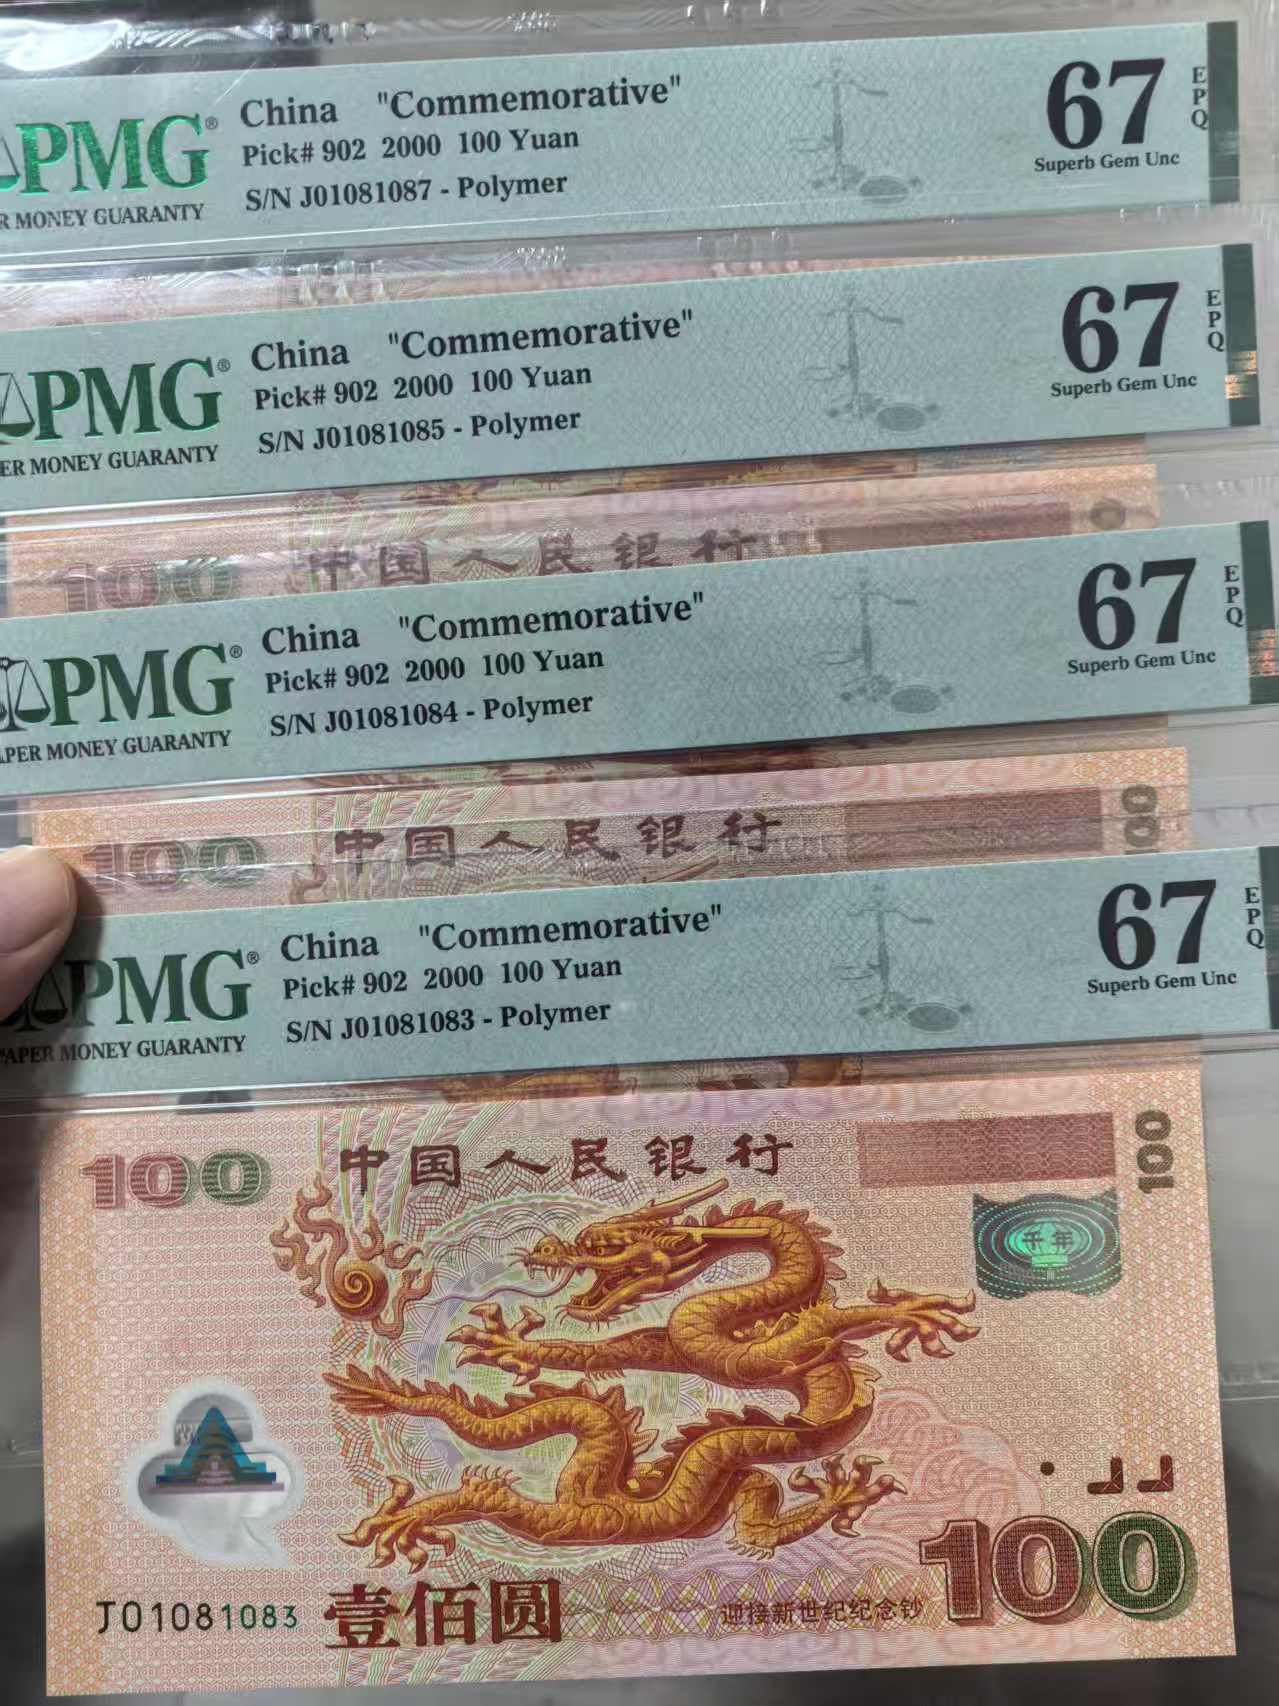 PMG®
China "Commemorative"
Pick# 902 2000 100 Yuan
S/N J01081087 - Polymer
R MONEY GUARANTY
67
Superb Gem Unc
EPQ
PMG®
China "Commemorative"
Pick# 902 2000 100 Yuan
S/N J01081085 - Polymer
ER MONEY GUARANTY
67
Superb Gem Unc
EPQ
100 中国人民银行
PMG®
China "Commemorative"
Pick# 902 2000 100 Yuan
S/N J01081084 - Polymer
APER MONEY GUARANTY
67
Superb Gem Unc
EPQ
100 中国人民银行 100
PMG®
China "Commemorative"
Pick# 902 2000 100 Yuan
S/N J01081083 - Polymer
PAPER MONEY GUARANTY
67
Superb Gem Unc
EPQ
100 中国人民银行 100
千年
100
J01081083 壹佰圆 迎接新世纪纪念钞